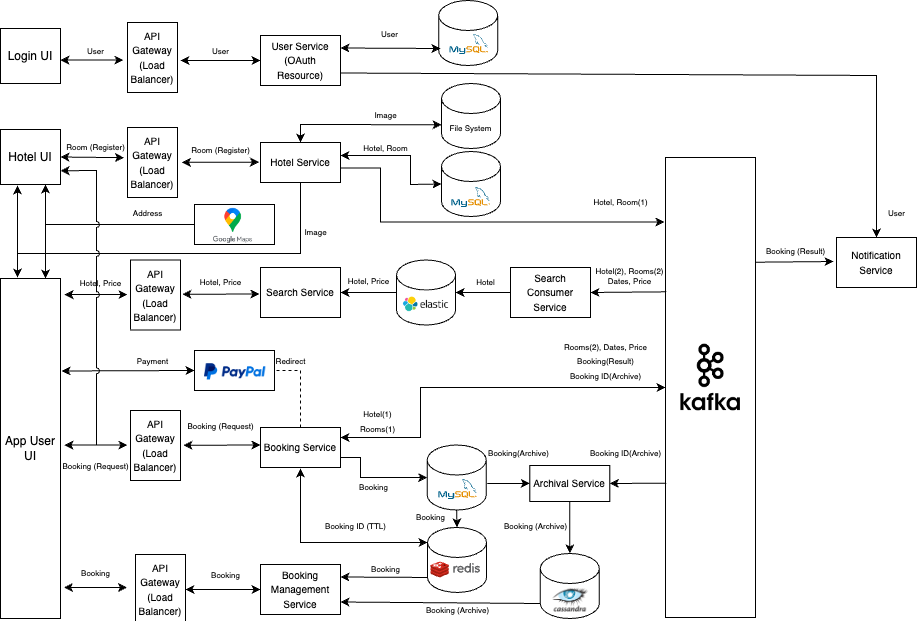 Login UI
User
API
Gateway
(Load
Balancer)
User
User Service
(OAuth
Resource)
User
MySQL
Image
File System
Hotel UI
Room (Register)
API
Gateway
(Load
Balancer)
Room (Register)
Hotel Service
Hotel, Room
MySQL
Hotel, Room(1)
User
Address
Google Maps
Image
Booking (Result)
Notification
Service
Hotel, Price
API
Gateway
(Load
Balancer)
Hotel, Price
Search Service
Hotel, Price
elastic
Hotel
Search
Consumer
Service
Hotel(2), Rooms(2)
Dates, Price
Payment
PayPal
Redirect
Rooms(2), Dates, Price
Booking(Result)
Booking ID(Archive)
kafka
App User
UI
Booking (Request)
API
Gateway
(Load
Balancer)
Booking (Request)
Booking Service
Hotel(1)
Rooms(1)
Booking
MySQL
Booking(Archive)
Archival Service
Booking ID(Archive)
Booking
Booking ID (TTL)
Booking (Archive)
redis
Booking
API
Gateway
(Load
Balancer)
Booking
Booking
Management
Service
Booking
Booking (Archive)
cassandra